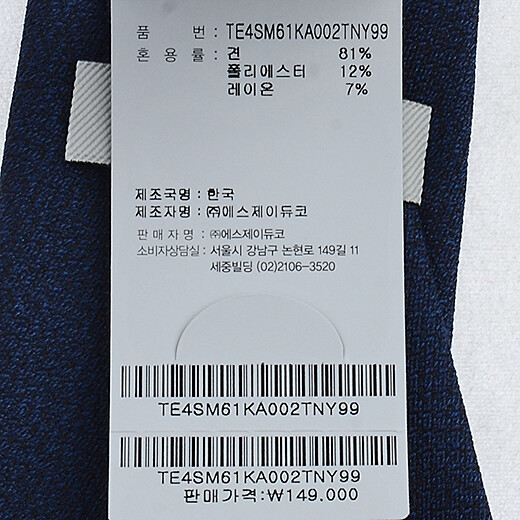 품 번 : TE4SM61KA002TNY99
혼 용 률 : 견 81%
폴리에스터 12%
레이온 7%
제조국명 : 한국
제조자명 : ㈜에스제이듀코
판 매 자 명 : ㈜에스제이듀코
소비자상담실 : 서울시 강남구 논현로 149길 11
세중빌딩 (02)2106-3520
TE4SM61KA002TNY99
TE4SM61KA002TNY99
판매가격:₩149.000